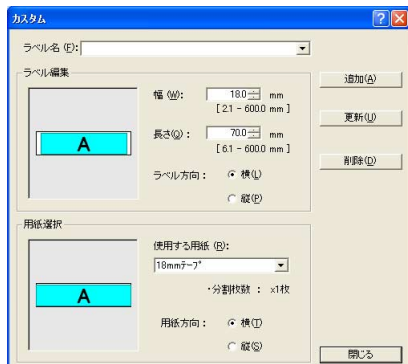 カスタム
ラベル名(F):
ラベル編集
幅(W): 18.0 mm
[ 2.1 - 600.0 mm ]
長さ(O): 70.0 mm
[ 6.1 - 600.0 mm ]
ラベル方向: 横(L)
縦(P)
A
追加(A)
更新(U)
削除(D)
用紙選択
使用する用紙(R):
18mmテープ
・分割枚数 : x1枚
用紙方向: 横(T)
縦(S)
A
閉じる